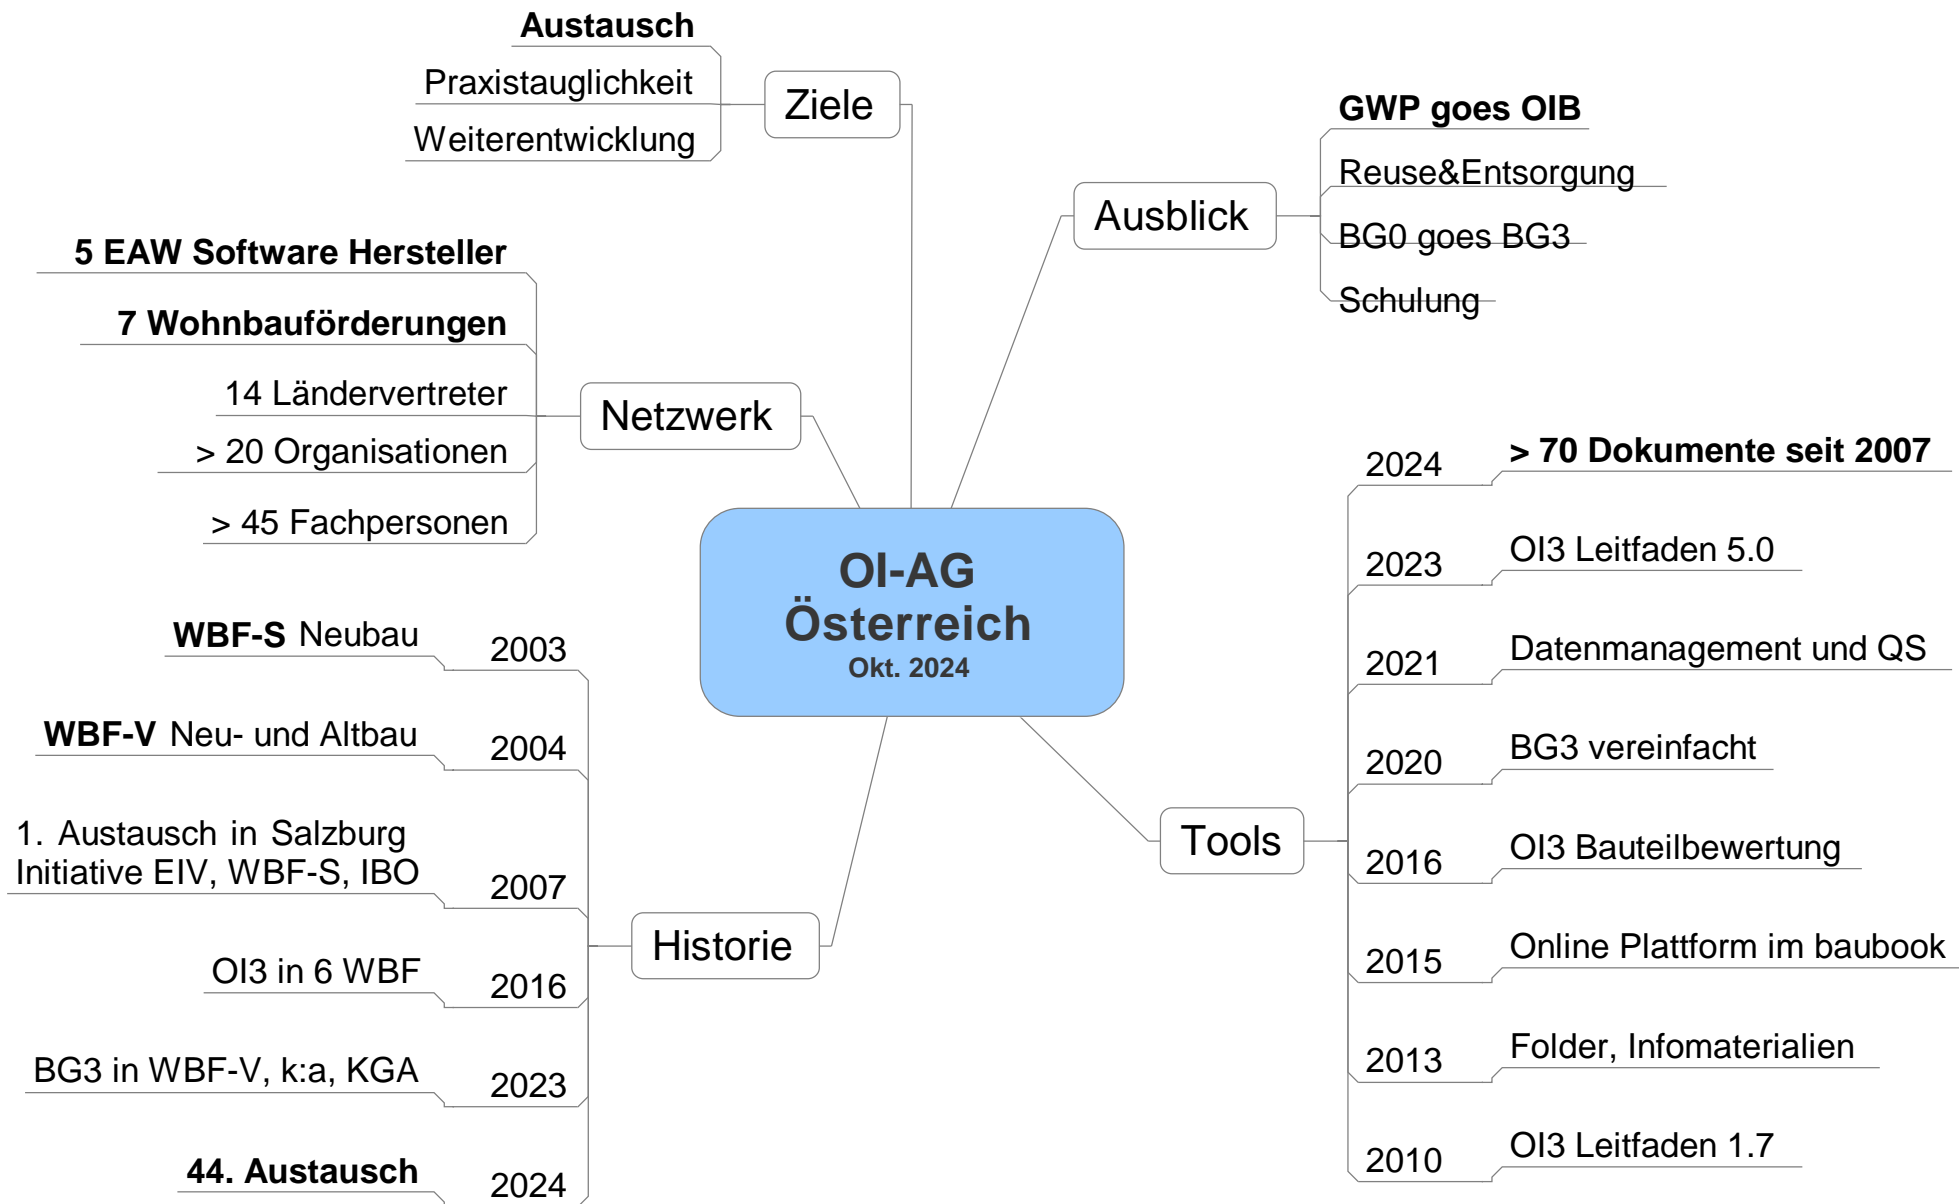 OI-AG
Österreich
Okt. 2024
Ziele
Austausch
Praxistauglichkeit
Weiterentwicklung
Ausblick
GWP goes OIB
Reuse&Entsorgung
BG0 goes BG3
Schulung
Netzwerk
5 EAW Software Hersteller
7 Wohnbauförderungen
14 Ländervertreter
> 20 Organisationen
> 45 Fachpersonen
Tools
2024 > 70 Dokumente seit 2007
2023 OI3 Leitfaden 5.0
2021 Datenmanagement und QS
2020 BG3 vereinfacht
2016 OI3 Bauteilbewertung
2015 Online Plattform im baubook
2013 Folder, Infomaterialien
2010 OI3 Leitfaden 1.7
Historie
WBF-S Neubau 2003
WBF-V Neu- und Altbau 2004
1. Austausch in Salzburg
Initiative EIV, WBF-S, IBO 2007
OI3 in 6 WBF 2016
BG3 in WBF-V, k:a, KGA 2023
44. Austausch 2024